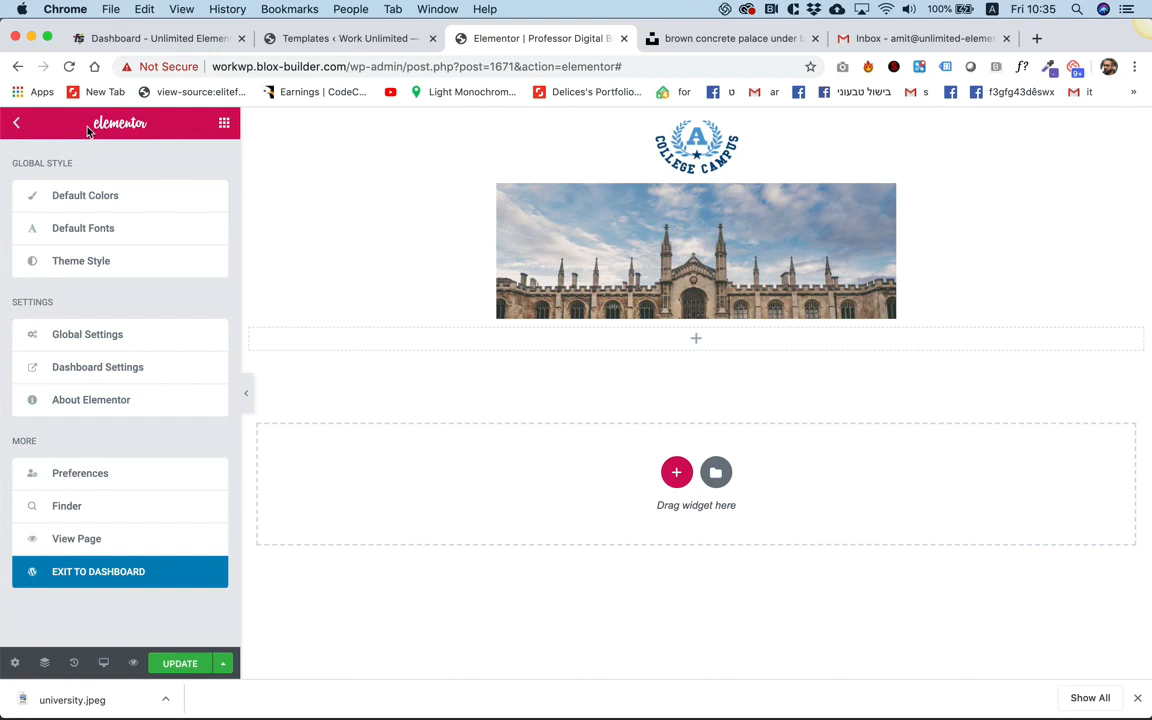 Chrome File Edit View History Bookmarks People Tab Window Help 100% A Fri 10:35
Dashboard - Unlimited Elemen Templates ‹ Work Unlimited — Elementor | Professor Digital B brown concrete palace under b Inbox - amit@unlimited-eleme
Not Secure workwp.blox-builder.com/wp-admin/post.php?post=1671&action=elementor# f? 9+
Apps New Tab view-source:elitef... Earnings | CodeC... Light Monochrom... Delices's Portfolio... for ט ar בישול טבעוני s f3gfg43dêswx it »
elementor
GLOBAL STYLE
Default Colors
Default Fonts
Theme Style
SETTINGS
Global Settings
Dashboard Settings
About Elementor
MORE
Preferences
Finder
View Page
EXIT TO DASHBOARD
UPDATE
A
COLLEGE CAMPUS
Drag widget here
university.jpeg
Show All